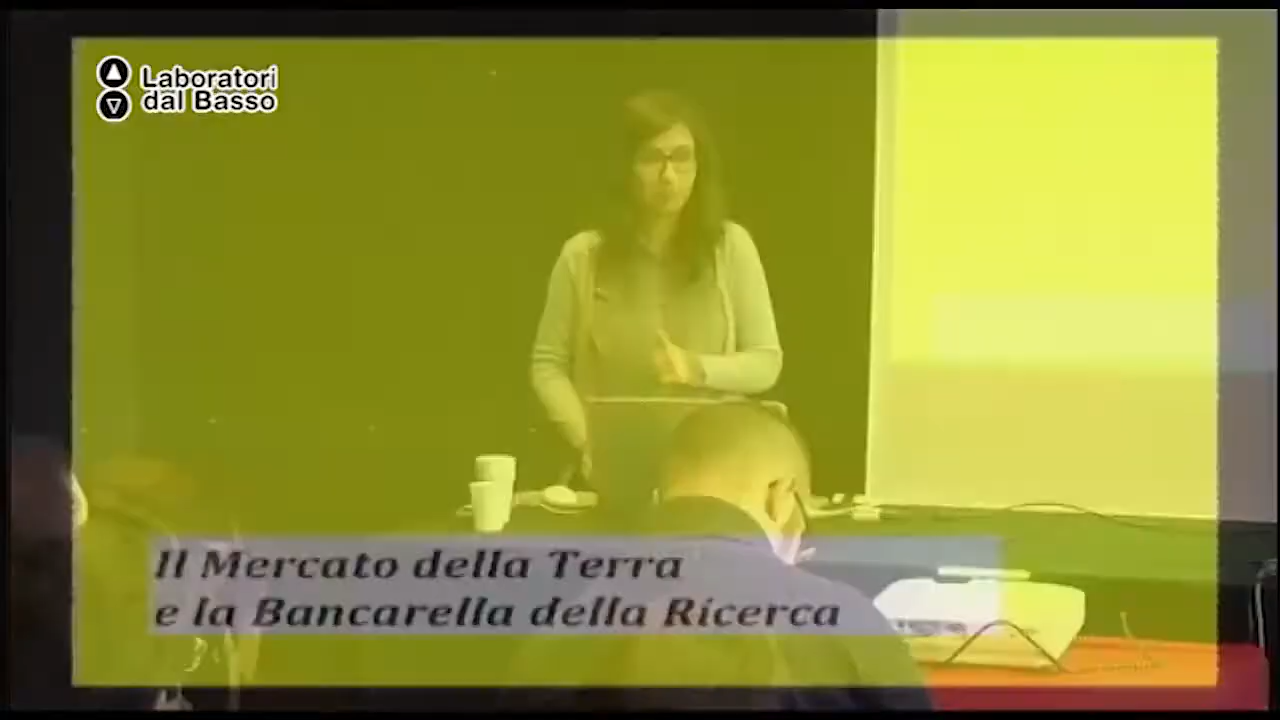 Laboratori
dal Basso
Il Mercato della Terra
e la Bancarella della Ricerca